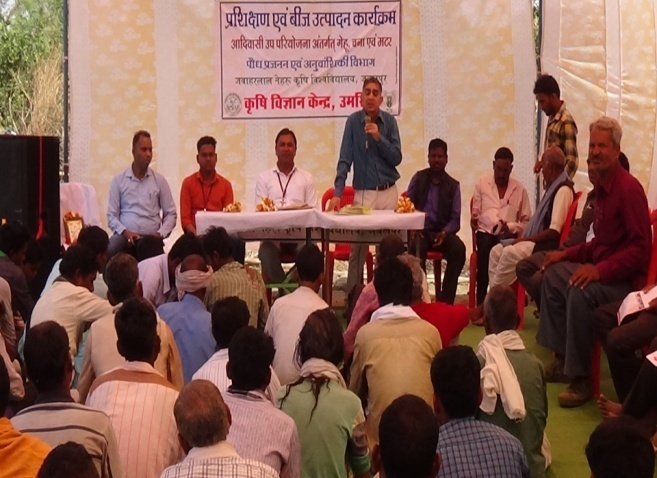 प्रशिक्षण एवं बीज उत्पादन कार्यक्रम
आदिवासी उप परियोजना अंतर्गत गेहू, चना एवं मटर
पौध प्रजनन एवं अनुवांशिकी विभाग
जवाहरलाल नेहरू कृषि विश्वविद्यालय,
कृषि विज्ञान केन्द्र,